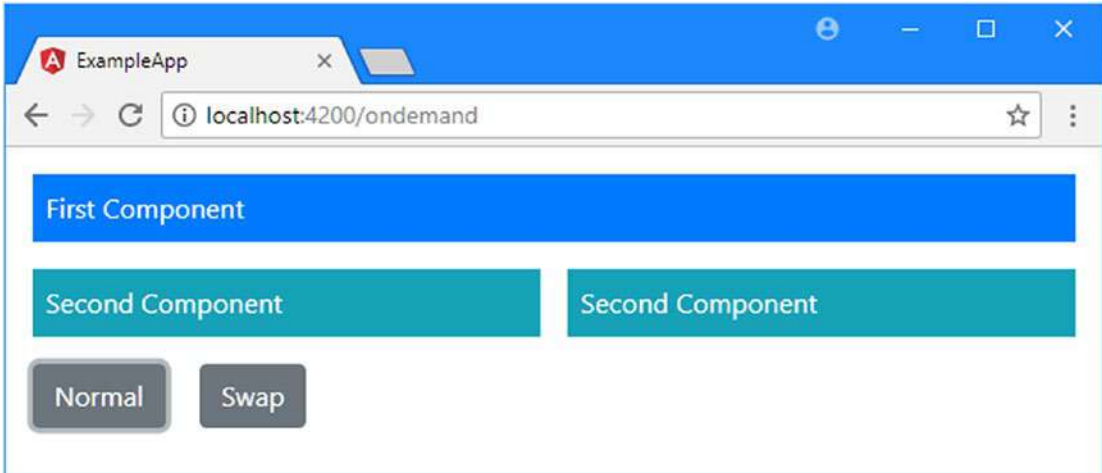 ExampleApp
localhost:4200/ondemand
First Component
Second Component Second Component
Normal Swap